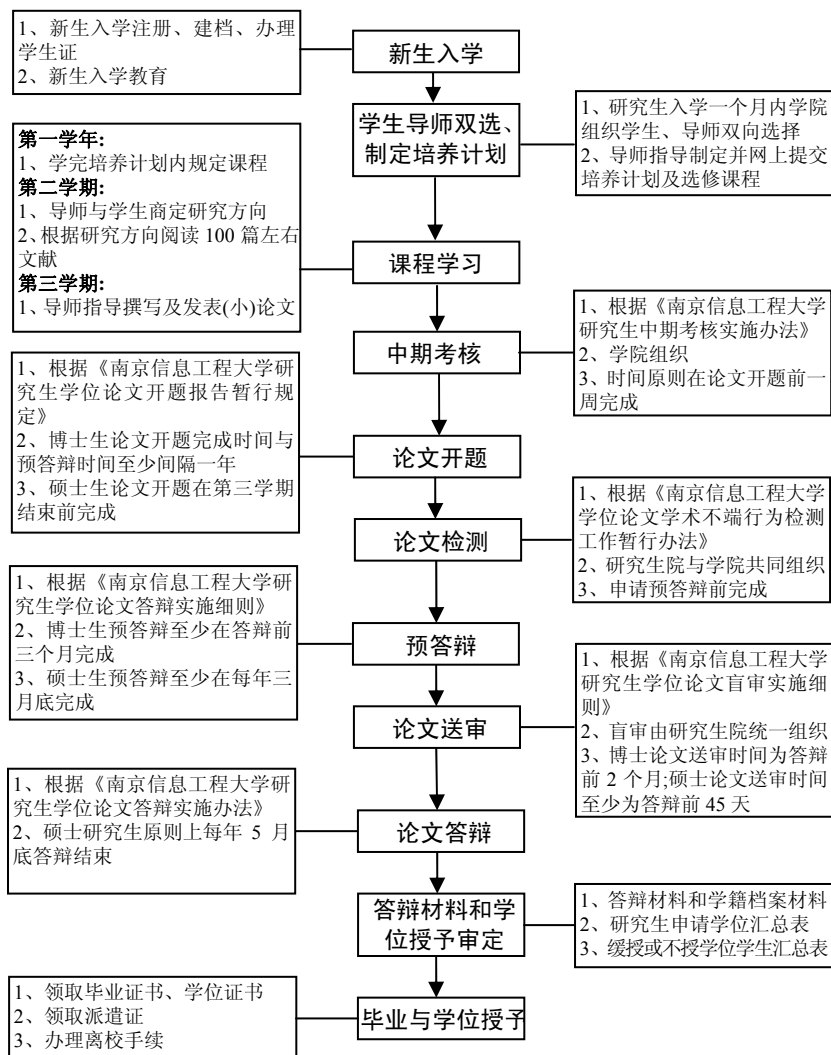 1、新生入学注册、建档、办理
学生证
2、新生入学教育
新生入学
学生导师双选、
制定培养计划
1、研究生入学一个月内学院
组织学生、导师双向选择
2、导师指导制定并网上提交
培养计划及选修课程
第一学年:
1、学完培养计划内规定课程
第二学期:
1、导师与学生商定研究方向
2、根据研究方向阅读 100 篇左右
文献
第三学期:
1、导师指导撰写及发表(小)论文
课程学习
中期考核
1、根据《南京信息工程大学
研究生中期考核实施办法》
2、学院组织
3、时间原则在论文开题前一
周完成
1、根据《南京信息工程大学研
究生学位论文开题报告暂行规
定》
2、博士生论文开题完成时间与
预答辩时间至少间隔一年
3、硕士生论文开题在第三学期
结束前完成
论文开题
论文检测
1、根据《南京信息工程大学
学位论文学术不端行为检测
工作暂行办法》
2、研究生院与学院共同组织
3、申请预答辩前完成
1、根据《南京信息工程大学研
究生学位论文答辩实施细则》
2、博士生预答辩至少在答辩前
三个月完成
3、硕士生预答辩至少在每年三
月底完成
预答辩
论文送审
1、根据《南京信息工程大学
研究生学位论文盲审实施细
则》
2、盲审由研究生院统一组织
3、博士论文送审时间为答辩
前 2 个月;硕士论文送审时间
至少为答辩前 45 天
1、根据《南京信息工程大学研
究生学位论文答辩实施办法》
2、硕士研究生原则上每年 5 月
底答辩结束
论文答辩
答辩材料和学
位授予审定
1、答辩材料和学籍档案材料
2、研究生申请学位汇总表
3、缓授或不授学位学生汇总表
1、领取毕业证书、学位证书
2、领取派遣证
3、办理离校手续
毕业与学位授予